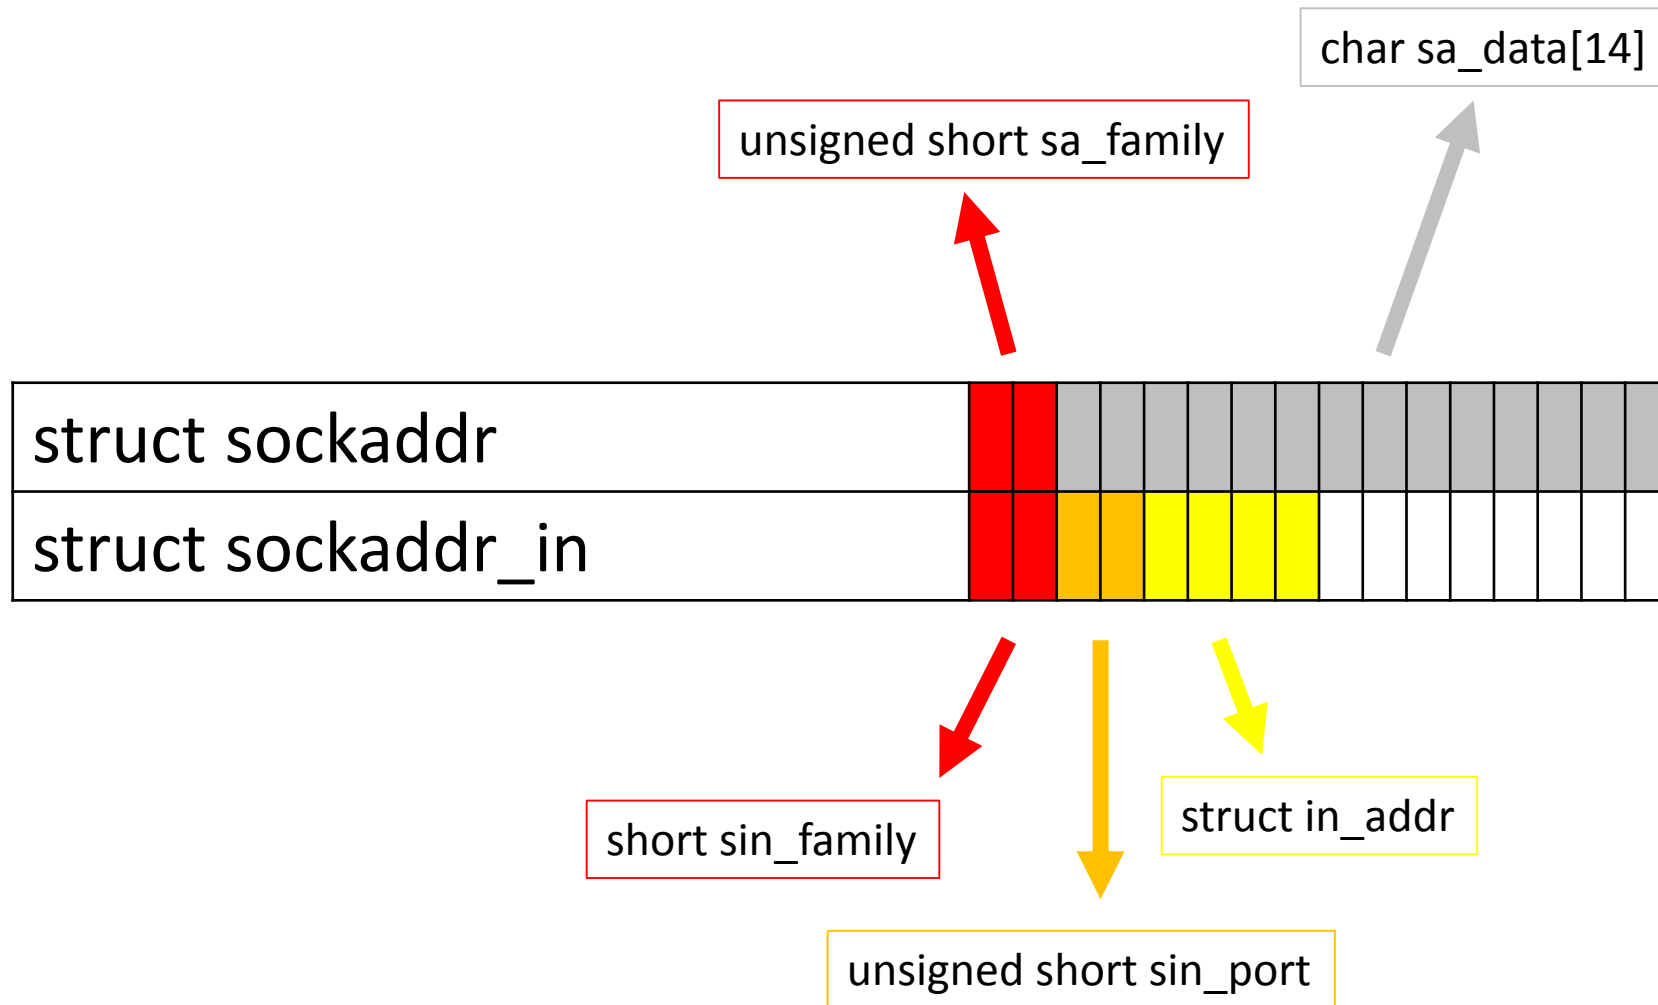 char sa_data[14]
unsigned short sa_family
struct sockaddr
struct sockaddr_in
short sin_family
struct in_addr
unsigned short sin_port